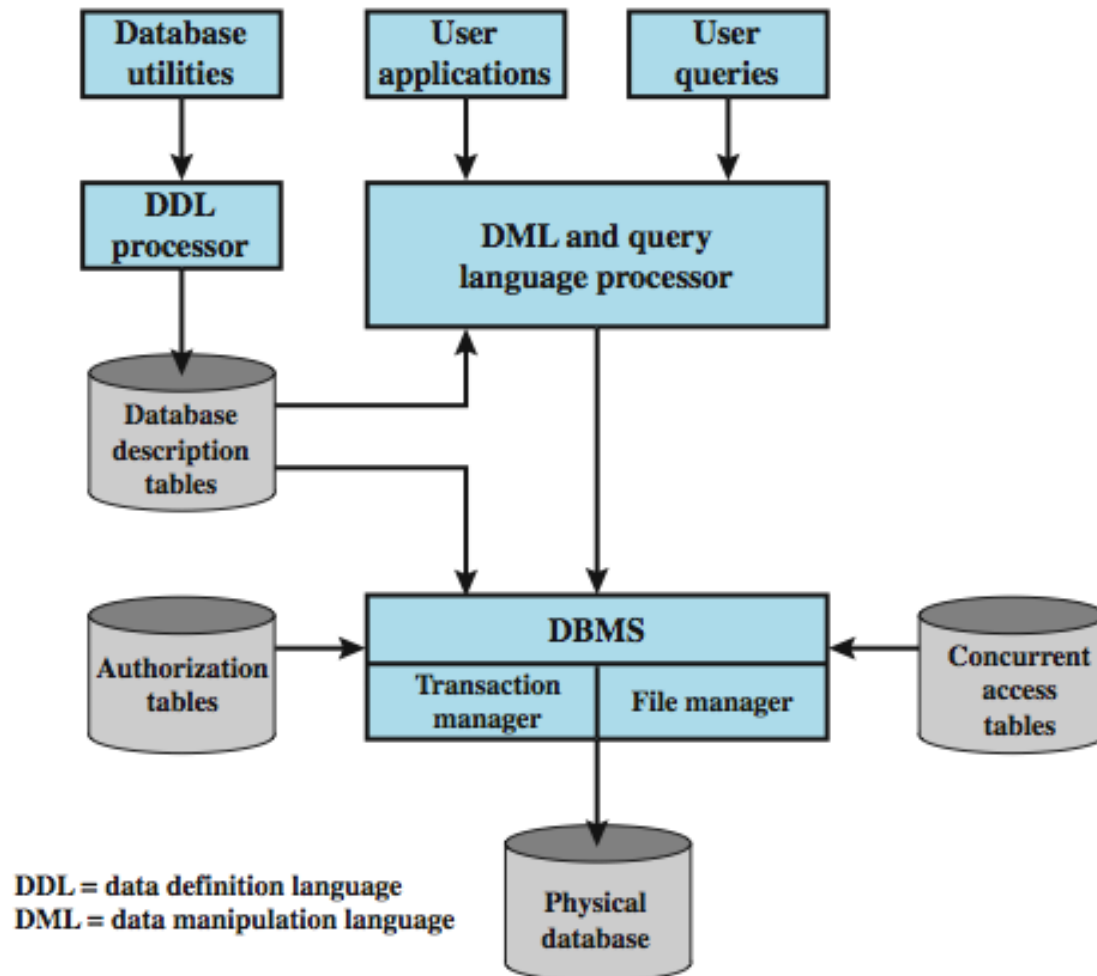 Database
utilities
User
applications
User
queries
DDL
processor
DML and query
language processor
Database
description
tables
DBMS
Authorization
tables
Transaction
manager
File manager
Concurrent
access
tables
Physical
database
DDL = data definition language
DML = data manipulation language